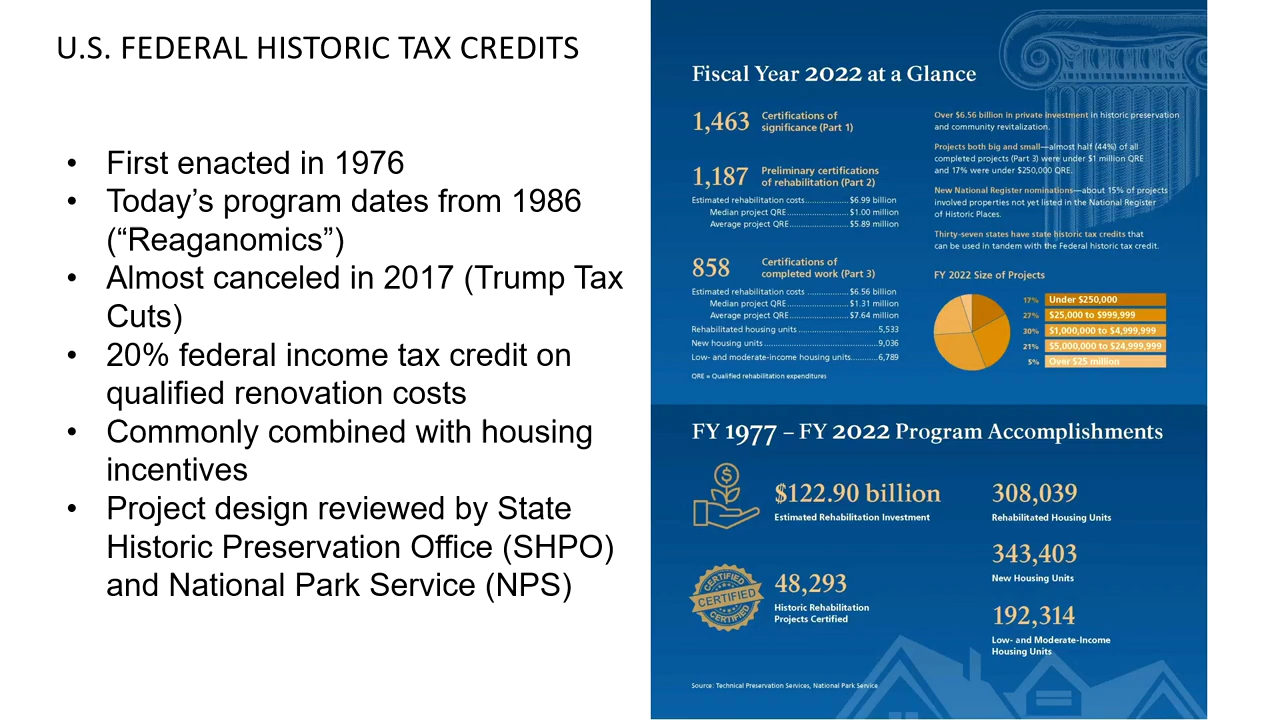 U.S. FEDERAL HISTORIC TAX CREDITS
• First enacted in 1976
• Today’s program dates from 1986
(“Reaganomics”)
• Almost canceled in 2017 (Trump Tax
Cuts)
• 20% federal income tax credit on
qualified renovation costs
• Commonly combined with housing
incentives
• Project design reviewed by State
Historic Preservation Office (SHPO)
and National Park Service (NPS)
Fiscal Year 2022 at a Glance
1,463 Certifications of
significance (Part 1)
1,187 Preliminary certifications
of rehabilitation (Part 2)
Estimated rehabilitation costs.................. $6.99 billion
Median project QRE........................ $1.00 million
Average project QRE....................... $5.89 million
858 Certifications of
completed work (Part 3)
Estimated rehabilitation costs ................. $6.56 billion
Median project QRE........................ $1.31 million
Average project QRE....................... $7.64 million
Rehabilitated housing units ................................5,533
New housing units ..............................................9,036
Low- and moderate-income housing units...........6,789
QRE = Qualified rehabilitation expenditures
Over $6.56 billion in private investment in historic preservation
and community revitalization.
Projects both big and small—almost half (44%) of all
completed projects (Part 3) were under $1 million QRE
and 17% were under $250,000 QRE.
New National Register nominations—about 15% of projects
involved properties not yet listed in the National Register
of Historic Places.
Thirty-seven states have state historic tax credits that
can be used in tandem with the Federal historic tax credit.
FY 2022 Size of Projects
17% Under $250,000
27% $25,000 to $999,999
30% $1,000,000 to $4,999,999
21% $5,000,000 to $24,999,999
5% Over $25 million
FY 1977 – FY 2022 Program Accomplishments
$122.90 billion
Estimated Rehabilitation Investment
CERTIFIED
CERTIFIED
CERTIFIED
48,293
Historic Rehabilitation
Projects Certified
308,039
Rehabilitated Housing Units
343,403
New Housing Units
192,314
Low- and Moderate-Income
Housing Units
Source: Technical Preservation Services, National Park Service